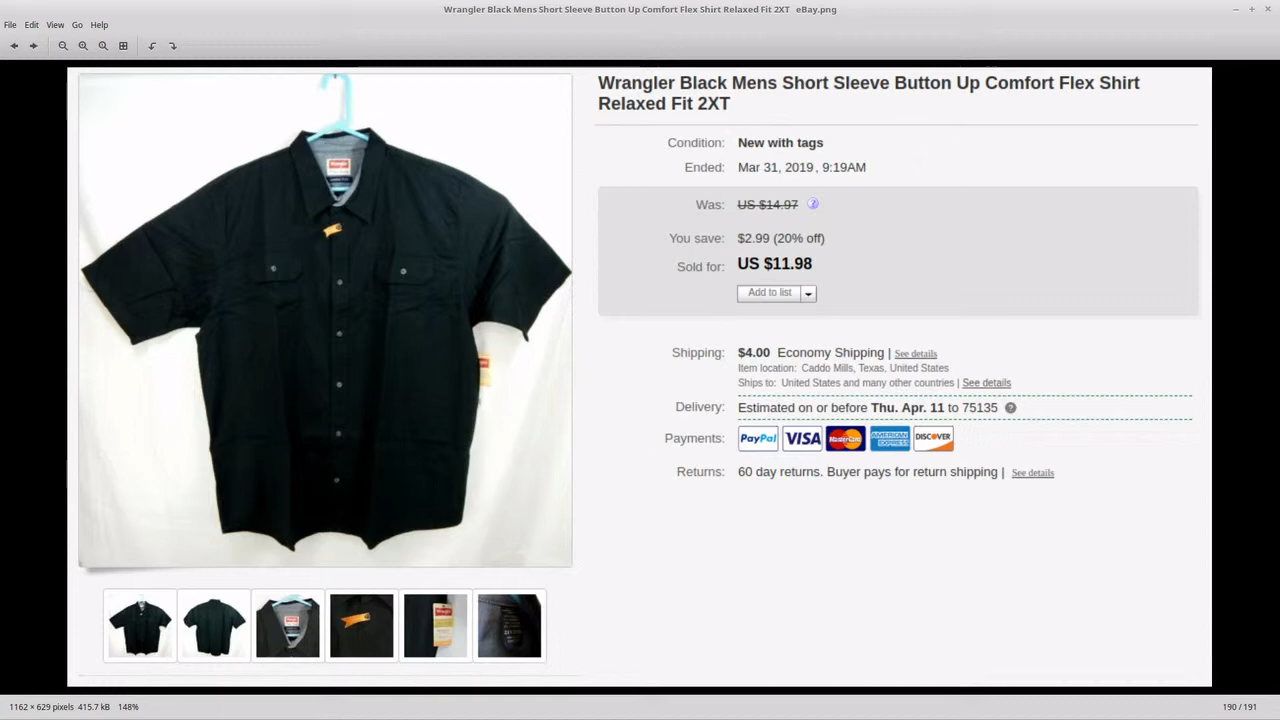 Wrangler Black Mens Short Sleeve Button Up Comfort Flex Shirt Relaxed Fit 2XT eBay.png
File Edit View Go Help
Wrangler Black Mens Short Sleeve Button Up Comfort Flex Shirt
Relaxed Fit 2XT
Condition: New with tags
Ended: Mar 31, 2019, 9:19AM
Was: US $14.97 ?
You save: $2.99 (20% off)
Sold for: US $11.98
Add to list
Shipping: $4.00 Economy Shipping | See details
Item location: Caddo Mills, Texas, United States
Ships to: United States and many other countries | See details
Delivery: Estimated on or before Thu. Apr. 11 to 75135 ?
Payments: PayPal VISA MasterCard AMERICAN EXPRESS DISCOVER
Returns: 60 day returns. Buyer pays for return shipping | See details
Wrangler
1162 × 629 pixels 415.7 kB 148% 190 / 191